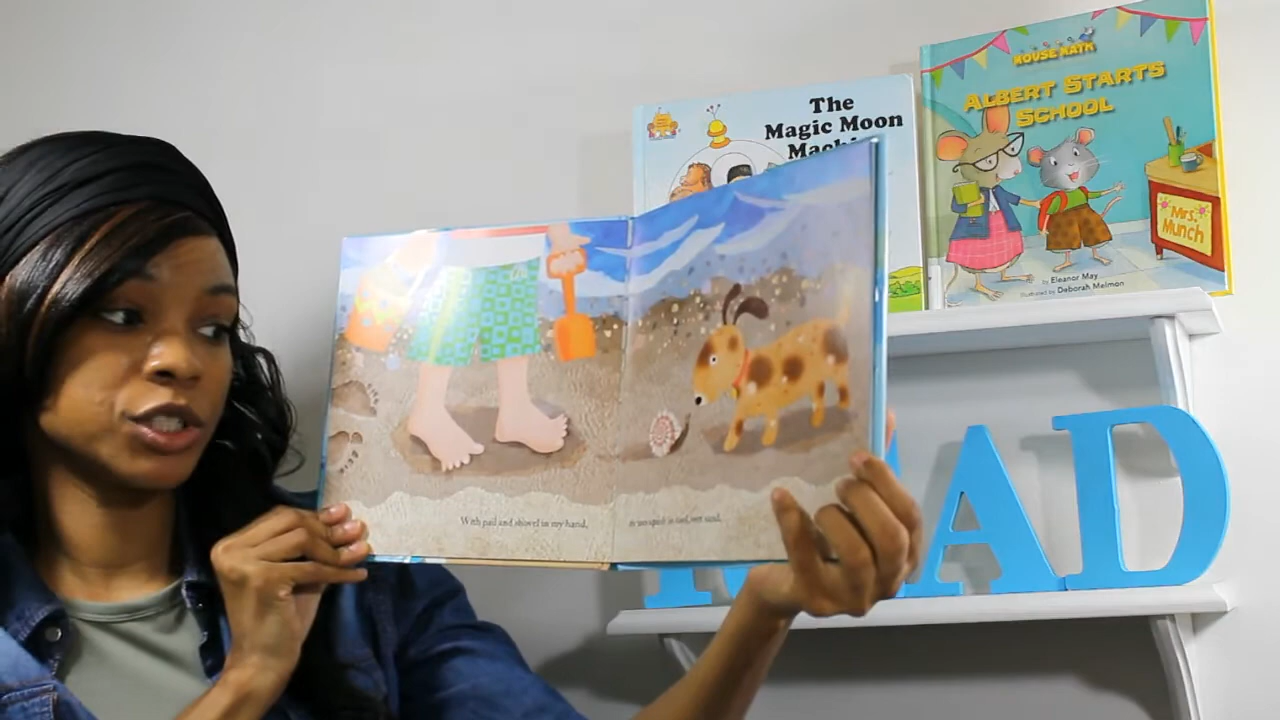 The
Magic Moon
MOUSE MATH
ALBERT STARTS
SCHOOL
Mrs.
Munch
by Eleanor May
illustrated by Deborah Melmon
With pail and shovel in my hand,
sand,
AD